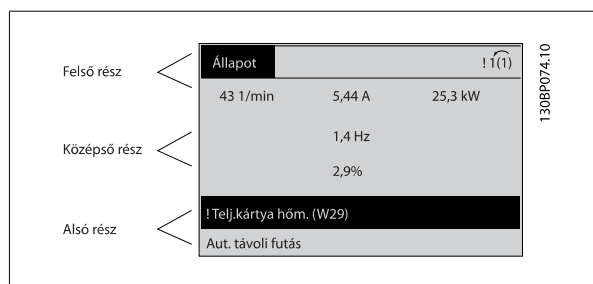 Felső rész
Állapot
! 1(1)
43 1/min
5,44 A
25,3 kW
Középső rész
1,4 Hz
2,9%
Alsó rész
! Telj.kártya hőm. (W29)
Aut. távoli futás
130BP074.10